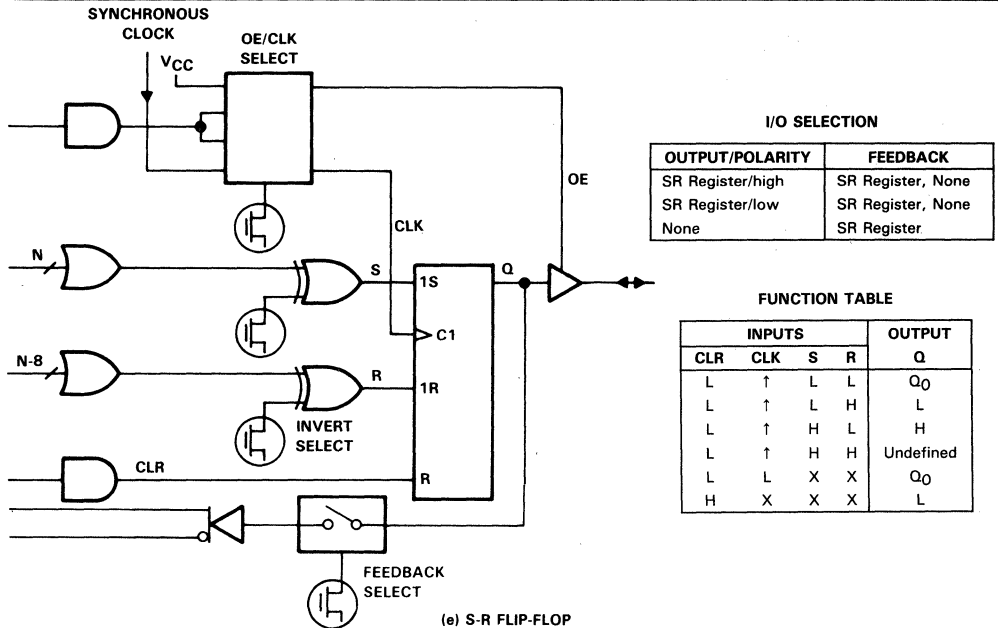 SYNCHRONOUS
CLOCK
OE/CLK
SELECT
VCC
OE
CLK
N
S
1S
Q
C1
N-8
R
1R
INVERT
SELECT
CLR
R
FEEDBACK
SELECT
(e) S-R FLIP-FLOP
I/O SELECTION
OUTPUT/POLARITY FEEDBACK
SR Register/high SR Register, None
SR Register/low SR Register, None
None SR Register
FUNCTION TABLE
INPUTS OUTPUT
CLR CLK S R Q
L ↑ L L Q0
L ↑ L H L
L ↑ H L H
L ↑ H H Undefined
L L X X Q0
H X X X L